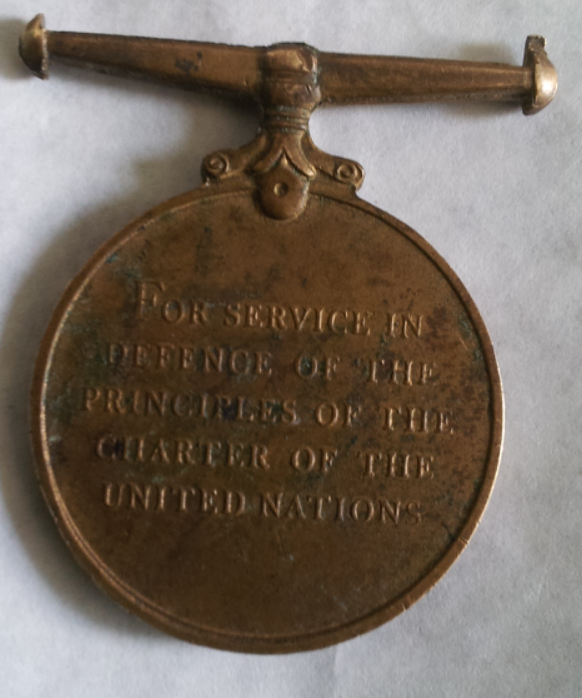 FOR SERVICE IN
DEFENCE OF THE
PRINCIPLES OF THE
CHARTER OF THE
UNITED NATIONS